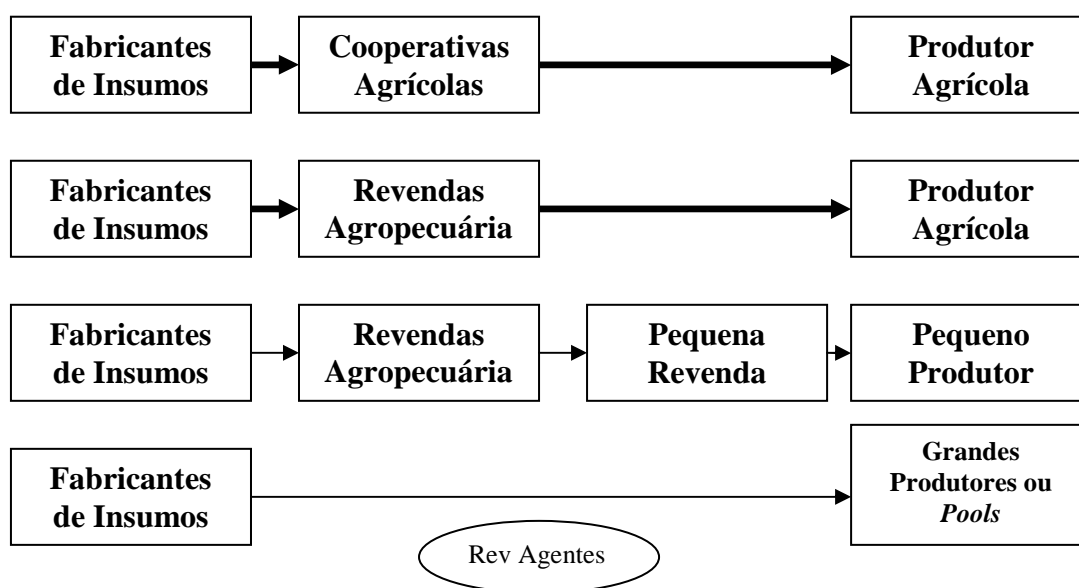 Fabricantes
de Insumos
Cooperativas
Agrícolas
Produtor
Agrícola
Fabricantes
de Insumos
Revendas
Agropecuária
Produtor
Agrícola
Fabricantes
de Insumos
Revendas
Agropecuária
Pequena
Revenda
Pequeno
Produtor
Fabricantes
de Insumos
Grandes
Produtores ou
Pools
Rev Agentes